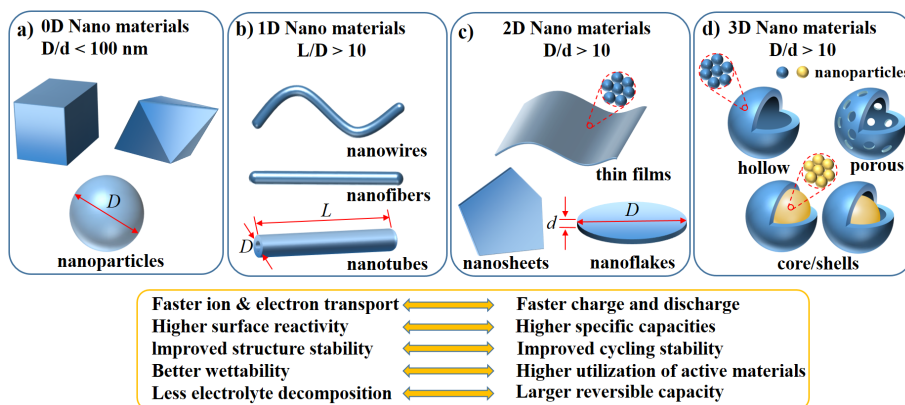 a) 0D Nano materials
D/d < 100 nm
D
nanoparticles
b) 1D Nano materials
L/D > 10
nanowires
nanofibers
L
D
nanotubes
c) 2D Nano materials
D/d > 10
thin films
nanosheets
d
D
nanoflakes
d) 3D Nano materials
D/d > 10
nanoparticles
hollow
porous
core/shells
Faster ion & electron transport Faster charge and discharge
Higher surface reactivity Higher specific capacities
Improved structure stability Improved cycling stability
Better wettability Higher utilization of active materials
Less electrolyte decomposition Larger reversible capacity